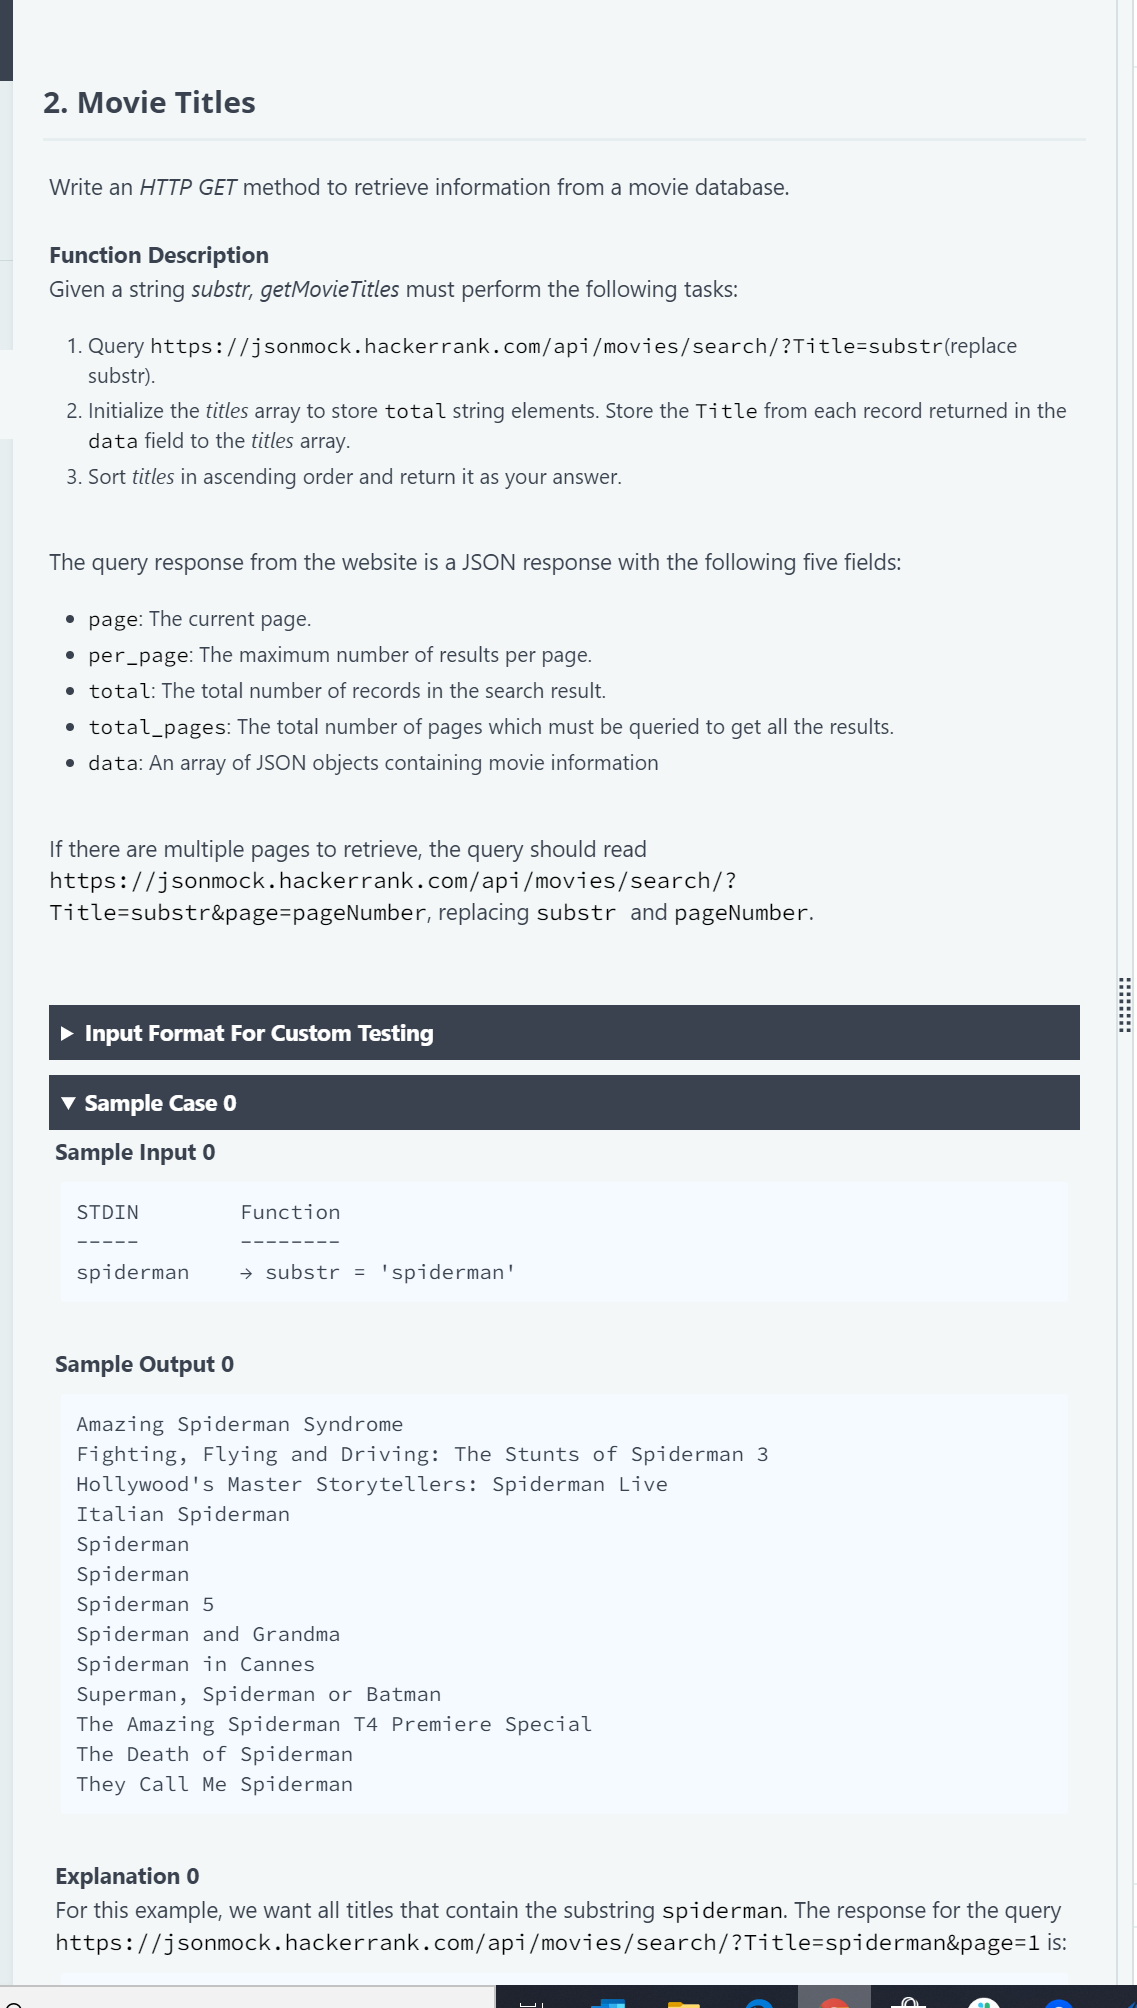 2. Movie Titles
Write an HTTP GET method to retrieve information from a movie database.
Function Description
Given a string substr, getMovieTitles must perform the following tasks:
1. Query https://jsonmock.hackerrank.com/api/movies/search/?Title=substr(replace
substr).
2. Initialize the titles array to store total string elements. Store the Title from each record returned in the
data field to the titles array.
3. Sort titles in ascending order and return it as your answer.
The query response from the website is a JSON response with the following five fields:
• page: The current page.
• per_page: The maximum number of results per page.
• total: The total number of records in the search result.
• total_pages: The total number of pages which must be queried to get all the results.
• data: An array of JSON objects containing movie information
If there are multiple pages to retrieve, the query should read
https://jsonmock.hackerrank.com/api/movies/search/?
Title=substr&page=pageNumber, replacing substr and pageNumber.
▶ Input Format For Custom Testing
▼ Sample Case 0
Sample Input 0
STDIN Function
----- --------
spiderman → substr = 'spiderman'
Sample Output 0
Amazing Spiderman Syndrome
Fighting, Flying and Driving: The Stunts of Spiderman 3
Hollywood's Master Storytellers: Spiderman Live
Italian Spiderman
Spiderman
Spiderman
Spiderman 5
Spiderman and Grandma
Spiderman in Cannes
Superman, Spiderman or Batman
The Amazing Spiderman T4 Premiere Special
The Death of Spiderman
They Call Me Spiderman
Explanation 0
For this example, we want all titles that contain the substring spiderman. The response for the query
https://jsonmock.hackerrank.com/api/movies/search/?Title=spiderman&page=1 is: